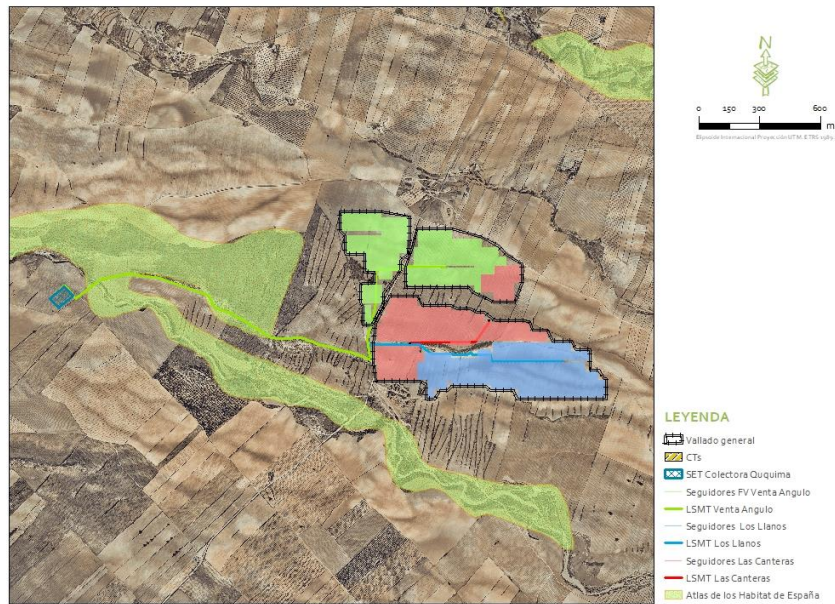 N
0 150 300 600
m
LEYENDA
Vallado general
CTs
SET Colectora Ququima
Seguidores FV Venta Angulo
LSMT Venta Angulo
Seguidores Los Llanos
LSMT Los Llanos
Seguidores Las Canteras
LSMT Las Canteras
Atlas de los Habitat de España